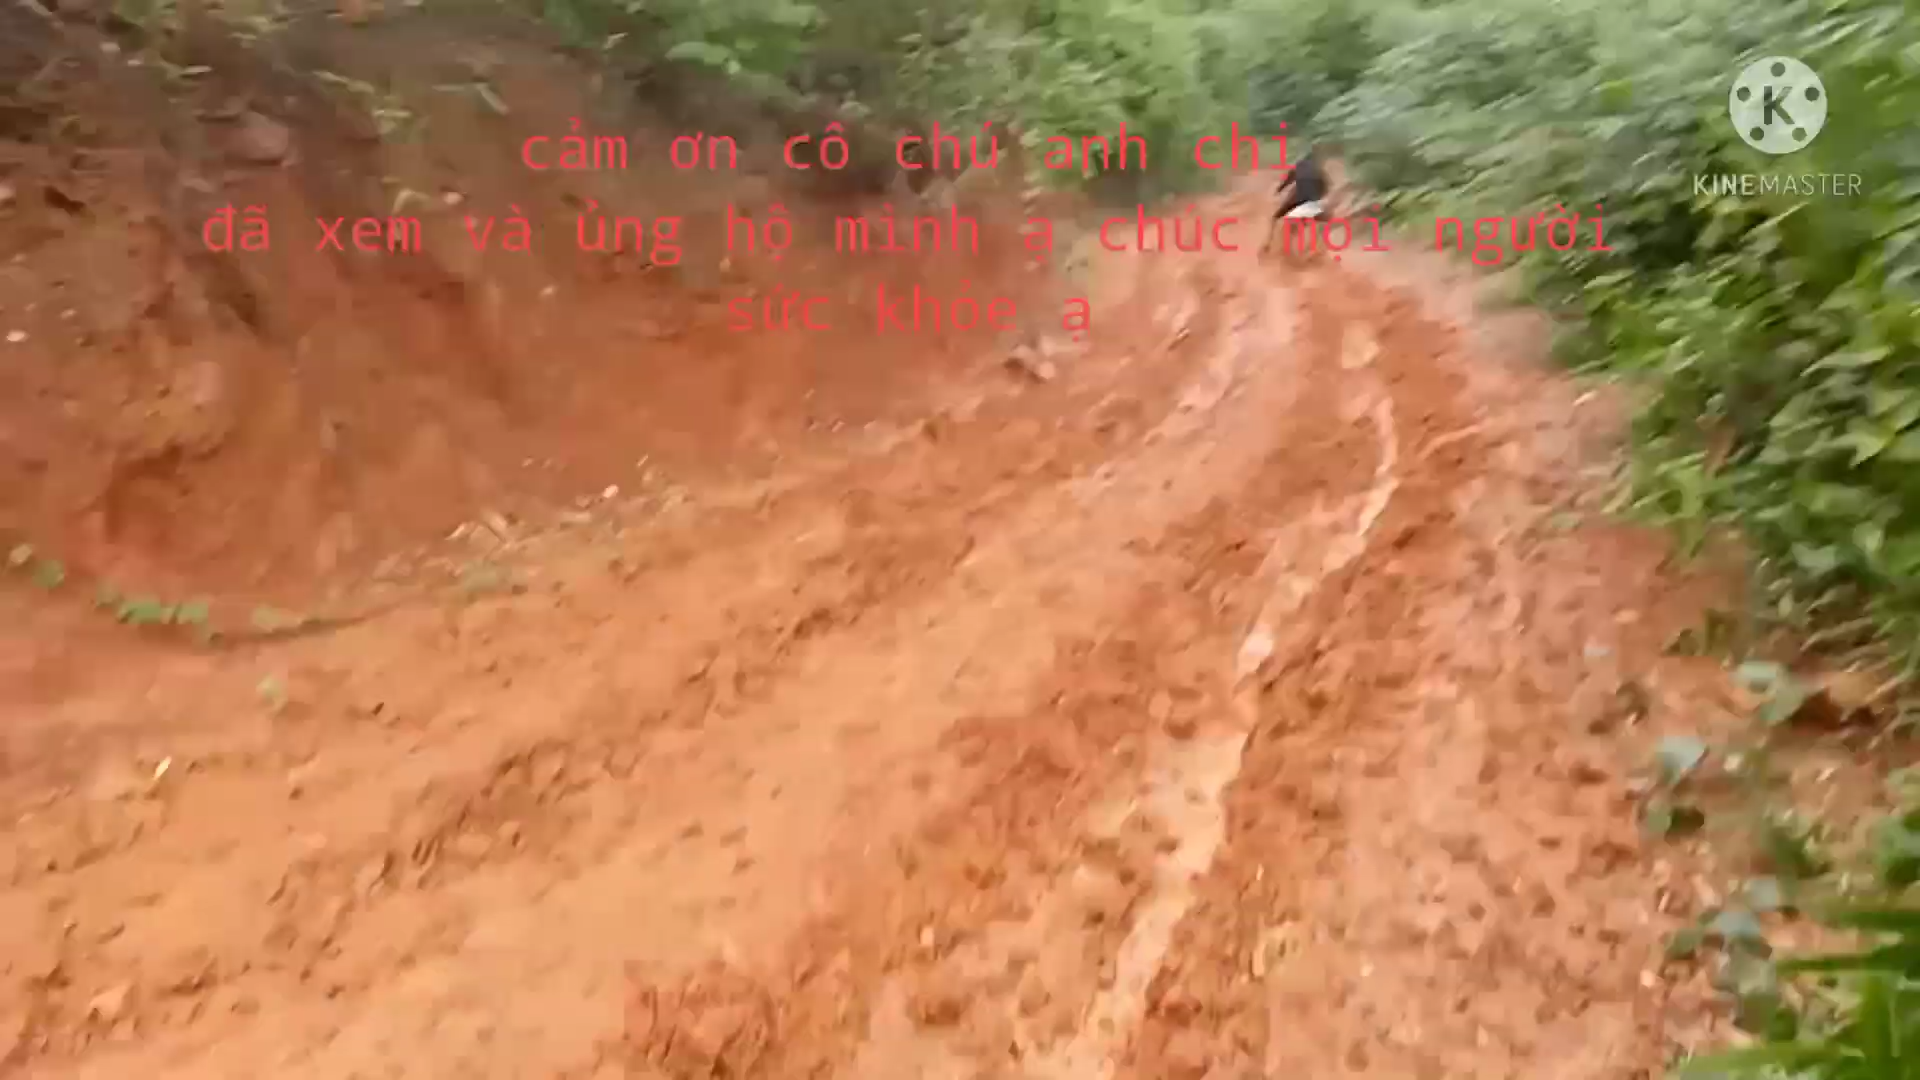 cảm ơn cô chú anh chị
đã xem và ủng hộ mình ạ chúc mọi người
sức khỏe ạ
K
KINEMASTER